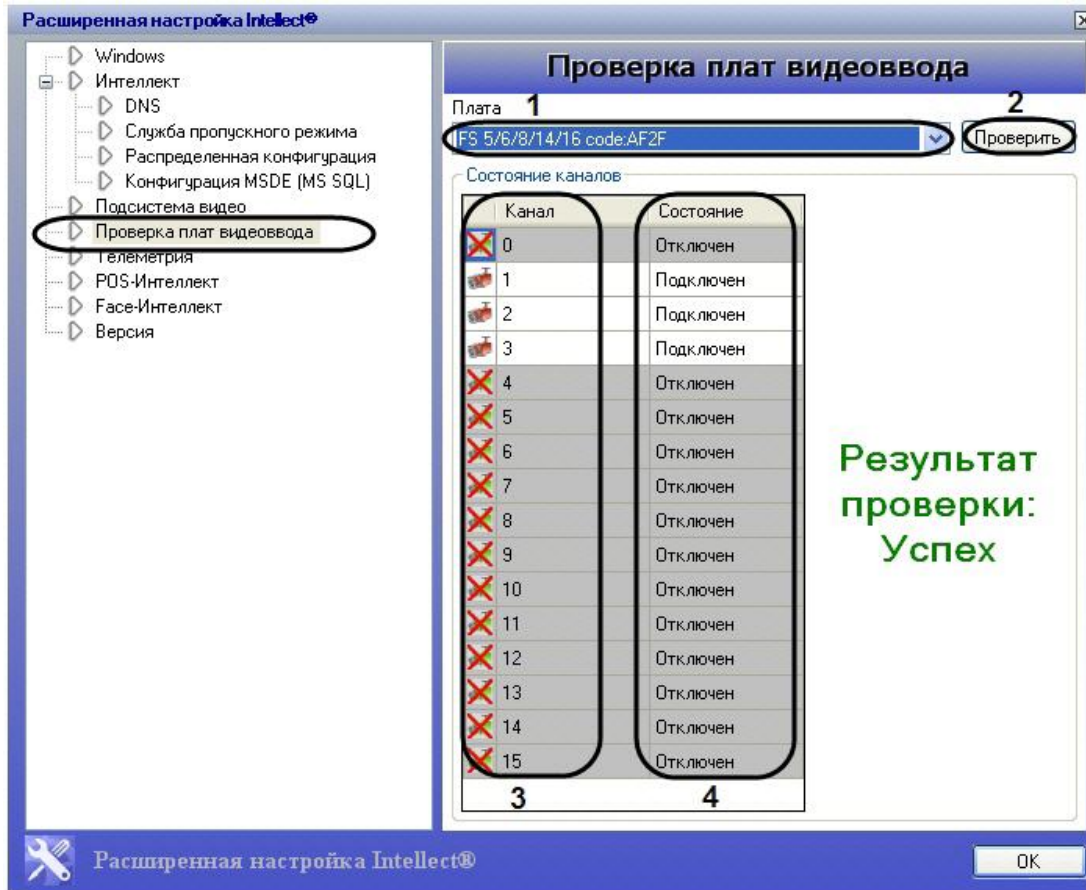 Расширенная настройка Intellect®
Windows
Интеллект
DNS
Служба пропускного режима
Распределенная конфигурация
Конфигурация MSDE (MS SQL)
Подсистема видео
Проверка плат видеоввода
Телеметрия
POS-Интеллект
Face-Интеллект
Версия
Проверка плат видеоввода
Плата 1 2
FS 5/6/8/14/16 code:AF2F Проверить
Состояние каналов
Канал Состояние
0 Отключен
1 Подключен
2 Подключен
3 Подключен
4 Отключен
5 Отключен
6 Отключен
7 Отключен
8 Отключен
9 Отключен
10 Отключен
11 Отключен
12 Отключен
13 Отключен
14 Отключен
15 Отключен
3 4
Результат
проверки:
Успех
Расширенная настройка Intellect®
OK